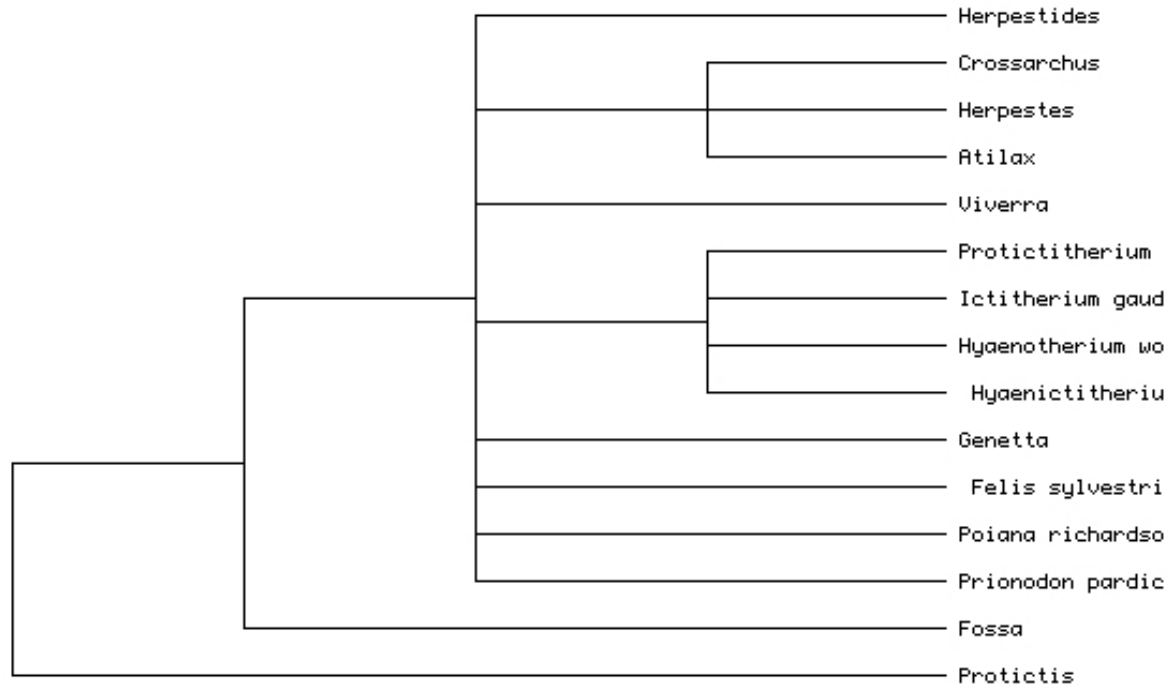 Herpestides
Crossarchus
Herpestes
Atilax
Viverra
Protictitherium
Ictitherium gaud
Hyaenotherium wo
Hyaenictitheriu
Genetta
Felis sylvestri
Poiana richardso
Prionodon pardic
Fossa
Protictis